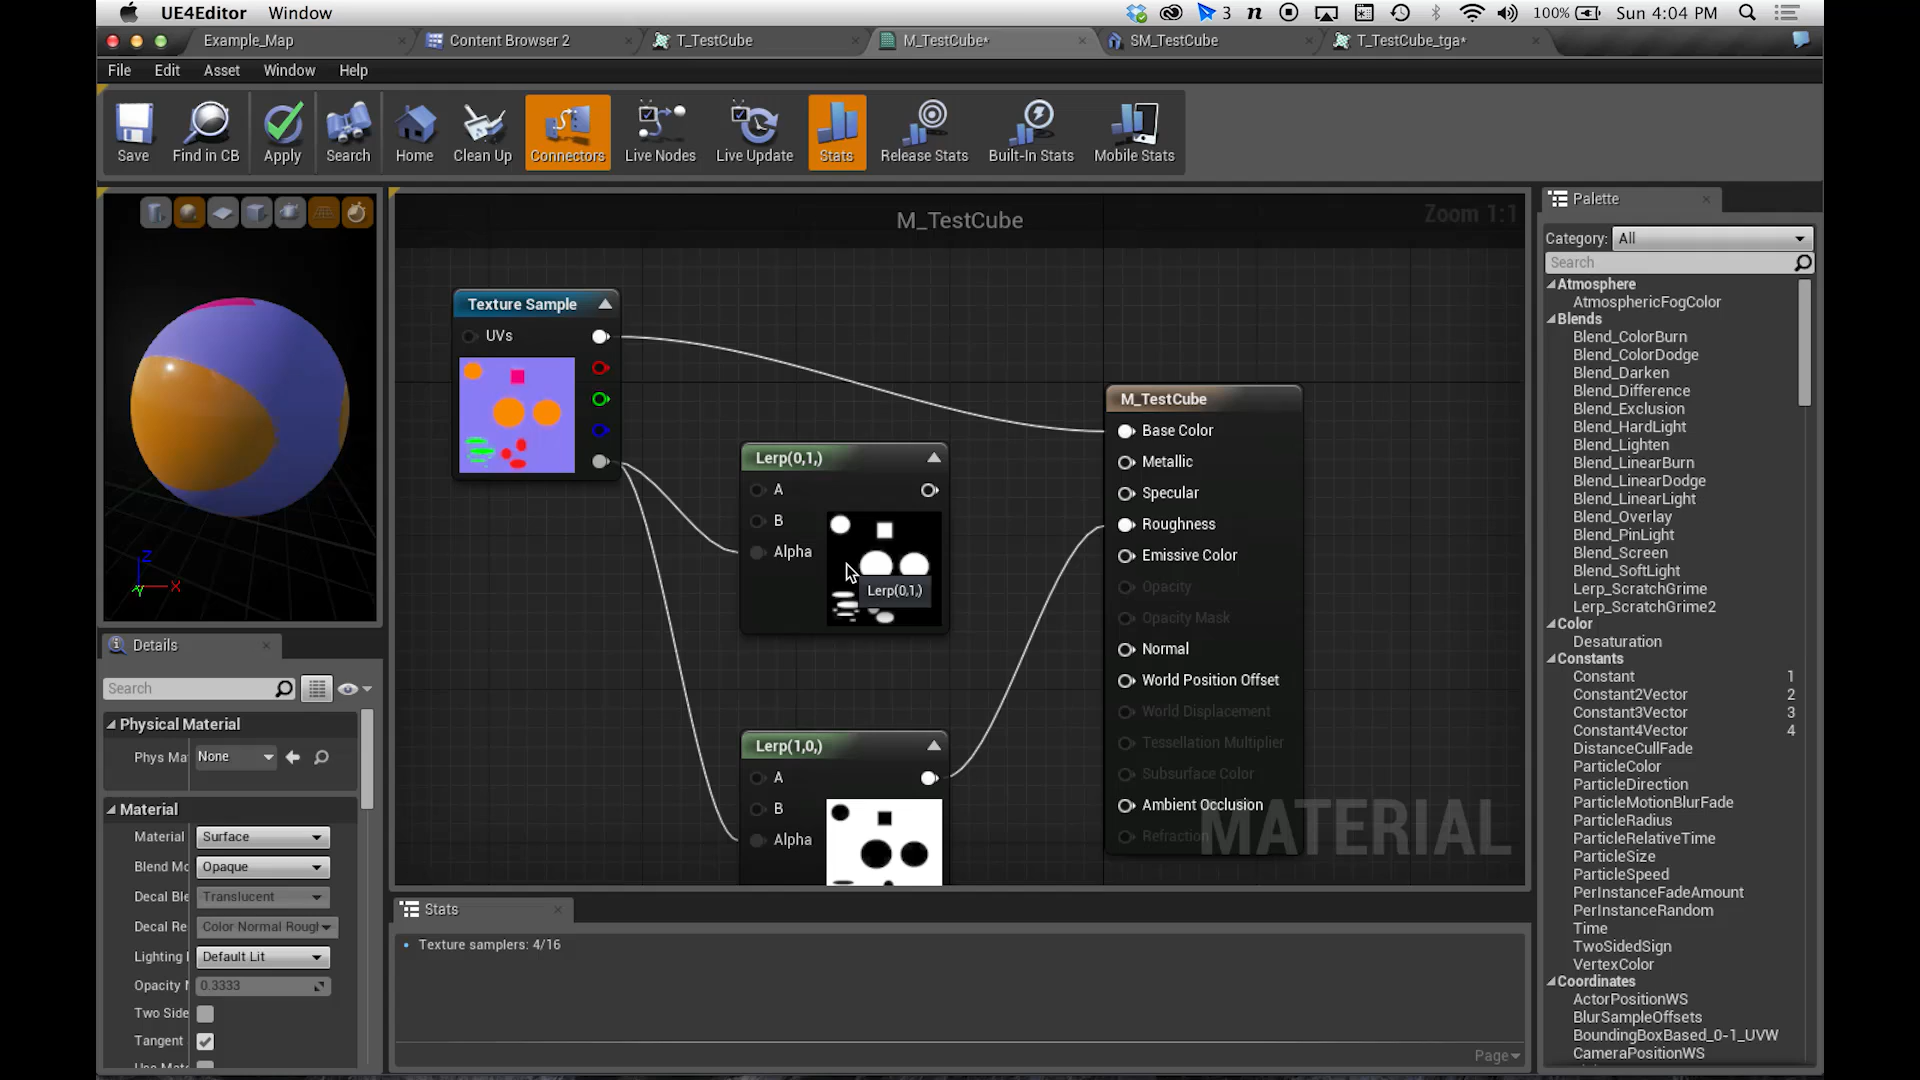 UE4Editor Window 3 n 100% Sun 4:04 PM
Example_Map Content Browser 2 T_TestCube M_TestCube* SM_TestCube T_TestCube_tga*
File Edit Asset Window Help
Save Find in CB Apply Search Home Clean Up Connectors Live Nodes Live Update Stats Release Stats Built-In Stats Mobile Stats
M_TestCube
Zoom 1:1
Texture Sample
UVs
Lerp(0,1,)
A
B
Alpha
Lerp(0,1,)
Lerp(1,0,)
A
B
Alpha
M_TestCube
Base Color
Metallic
Specular
Roughness
Emissive Color
Opacity
Opacity Mask
Normal
World Position Offset
World Displacement
Tessellation Multiplier
Subsurface Color
Ambient Occlusion
Refraction
MATERIAL
Z
X
Y
Details
Search
Physical Material
Phys Ma None
Material
Material Surface
Blend Mo Opaque
Decal Ble Translucent
Decal Re Color Normal Rough
Lighting Default Lit
Opacity 0.3333
Two Side
Tangent
Stats
Texture samplers: 4/16
Page
Palette
Category: All
Search
Atmosphere
AtmosphericFogColor
Blends
Blend_ColorBurn
Blend_ColorDodge
Blend_Darken
Blend_Difference
Blend_Exclusion
Blend_HardLight
Blend_Lighten
Blend_LinearBurn
Blend_LinearDodge
Blend_LinearLight
Blend_Overlay
Blend_PinLight
Blend_Screen
Blend_SoftLight
Lerp_ScratchGrime
Lerp_ScratchGrime2
Color
Desaturation
Constants
Constant 1
Constant2Vector 2
Constant3Vector 3
Constant4Vector 4
DistanceCullFade
ParticleColor
ParticleDirection
ParticleMotionBlurFade
ParticleRadius
ParticleRelativeTime
ParticleSize
ParticleSpeed
PerInstanceFadeAmount
PerInstanceRandom
Time
TwoSidedSign
VertexColor
Coordinates
ActorPositionWS
BlurSampleOffsets
BoundingBoxBased_0-1_UVW
CameraPositionWS